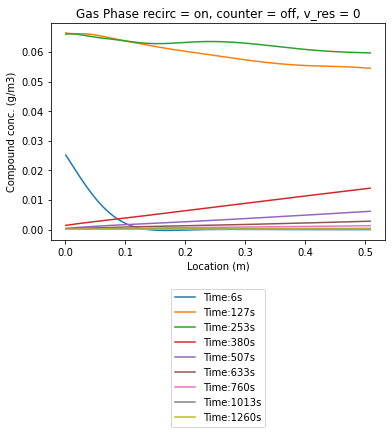 Gas Phase recirc = on, counter = off, v_res = 0
Compound conc. (g/m3)
0.06
0.05
0.04
0.03
0.02
0.01
0.00
0.0 0.1 0.2 0.3 0.4 0.5
Location (m)
Time:6s
Time:127s
Time:253s
Time:380s
Time:507s
Time:633s
Time:760s
Time:1013s
Time:1260s